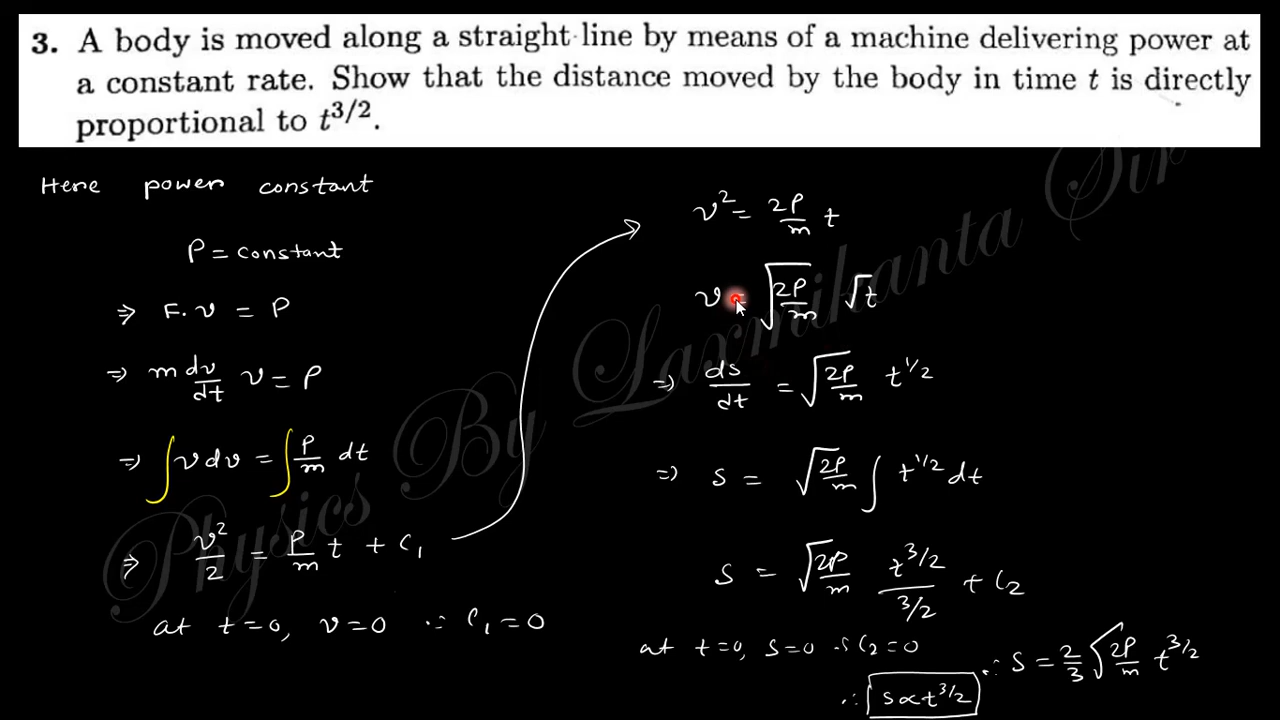 3. A body is moved along a straight line by means of a machine delivering power at
a constant rate. Show that the distance moved by the body in time t is directly
proportional to t^3/2.
Here power constant
P = constant
⇒ F.v = P
⇒ m dv/dt v = P
⇒ ∫ v dv = ∫ P/m dt
⇒ v²/2 = P/m t + C₁
at t=0, v=0 ∴ C₁ = 0
v² = 2P/m t
v = √(2P/m) √t
⇒ ds/dt = √(2P/m) t^1/2
⇒ s = √(2P/m) ∫ t^1/2 dt
s = √(2P/m) t^3/2 / 3/2 + C₂
at t=0, s=0 ∴ C₂=0
∴ s = 2/3 √(2P/m) t^3/2
∴ s ∝ t^3/2
Physics By Laxmikanta